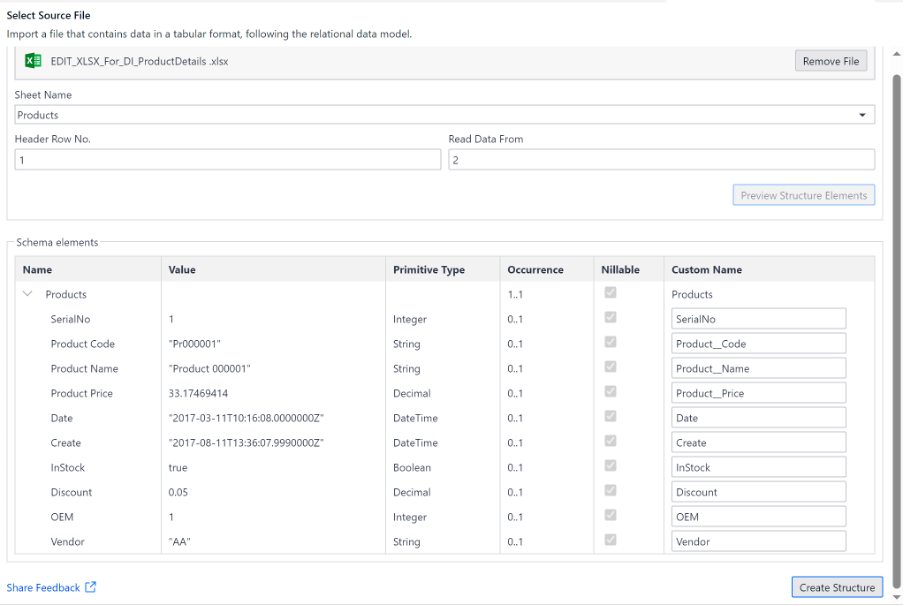 Select Source File
Import a file that contains data in a tabular format, following the relational data model.
EDIT_XLSX_For_DI_ProductDetails .xlsx Remove File
Sheet Name
Products
Header Row No. Read Data From
1 2
Preview Structure Elements
Schema elements
Name Value Primitive Type Occurrence Nillable Custom Name
Products 1..1 Products
SerialNo 1 Integer 0..1 SerialNo
Product Code "Pr000001" String 0..1 Product__Code
Product Name "Product 000001" String 0..1 Product__Name
Product Price 33.17469414 Decimal 0..1 Product__Price
Date "2017-03-11T10:16:08.0000000Z" DateTime 0..1 Date
Create "2017-08-11T13:36:07.9990000Z" DateTime 0..1 Create
InStock true Boolean 0..1 InStock
Discount 0.05 Decimal 0..1 Discount
OEM 1 Integer 0..1 OEM
Vendor "AA" String 0..1 Vendor
Share Feedback Create Structure